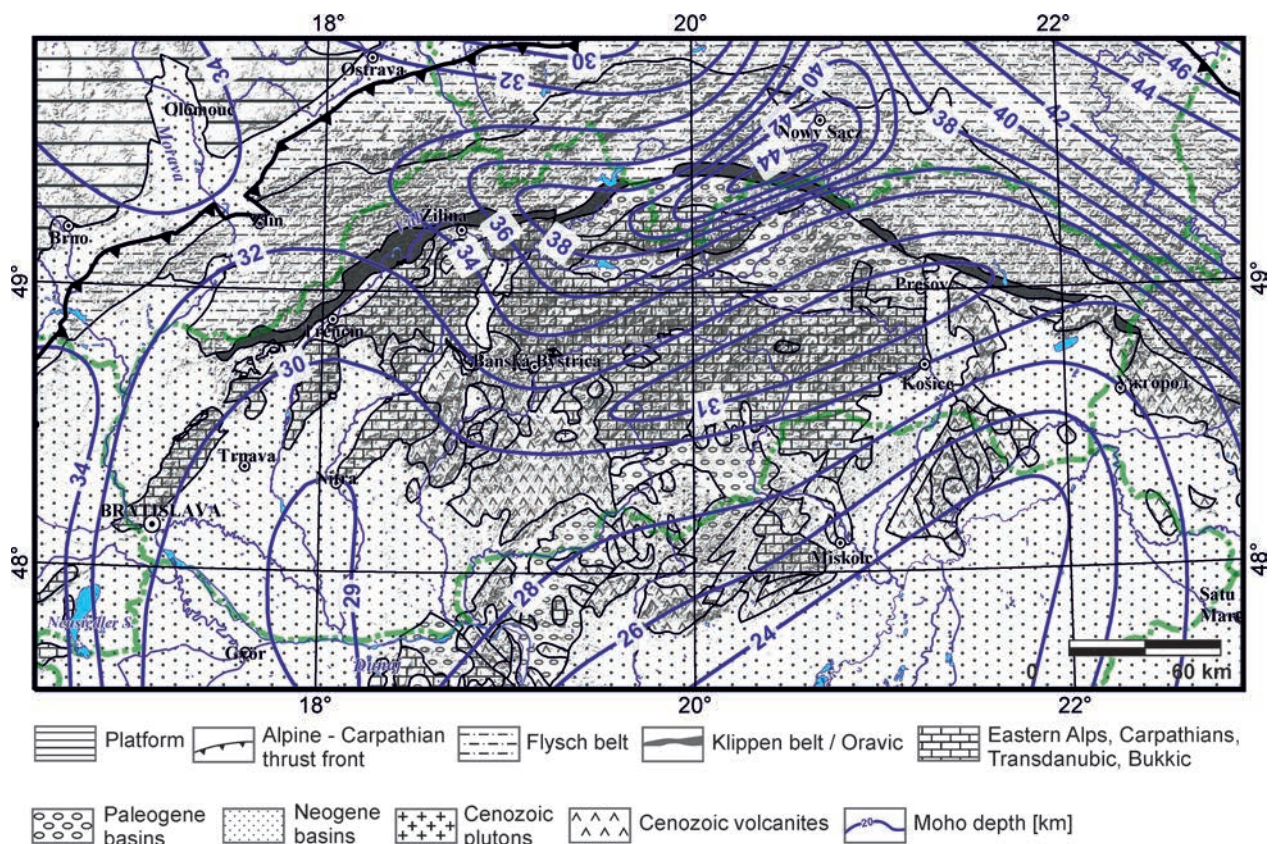 18° 20° 22°
30
34
Ostrava
32
40
46
44
Olomouc
42
38
40
42
Nowy Sącz
44
Morava
Zlín
Brno
Žilina
36
38
34
32
49° 49°
Prešov
Trenčín
30
Banská Bystrica
Košice
31
34
Trnava
Nitra
BRATISLAVA
48° 48°
Miskolc
29
28
26
24
Satu
Mare
Neusiedler S.
Győr
Dunaj
0 60 km
18° 20° 22°
Platform
Alpine - Carpathian
thrust front
Flysch belt
Klippen belt / Oravic
Eastern Alps, Carpathians,
Transdanubic, Bukkic
Paleogene
basins
Neogene
basins
Cenozoic
plutons
Cenozoic volcanites
20
Moho depth [km]